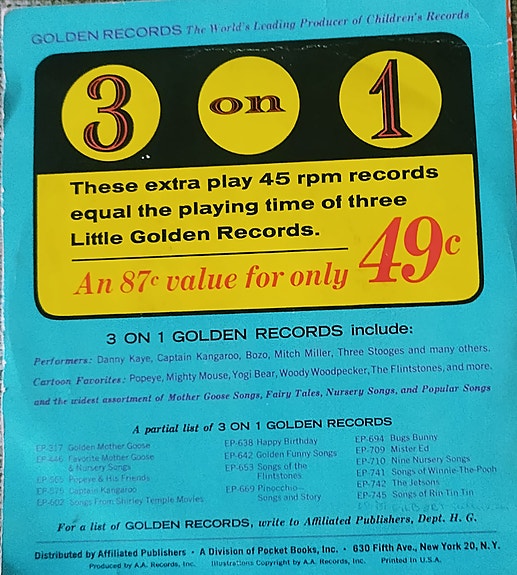 GOLDEN RECORDS The World's Leading Producer of Children's Records
3 on 1
These extra play 45 rpm records
equal the playing time of three
Little Golden Records.
An 87c value for only 49c
3 ON 1 GOLDEN RECORDS include:
Performers: Danny Kaye, Captain Kangaroo, Bozo, Mitch Miller, Three Stooges and many others.
Cartoon Favorites: Popeye, Mighty Mouse, Yogi Bear, Woody Woodpecker, The Flintstones, and more.
and the widest assortment of Mother Goose Songs, Fairy Tales, Nursery Songs, and Popular Songs
A partial list of 3 ON 1 GOLDEN RECORDS
EP-317 Golden Mother Goose
EP-446 Favorite Mother Goose
& Nursery Songs
EP-565 Popeye & His Friends
EP-575 Captain Kangaroo
EP-602 Songs From Shirley Temple Movies
EP-638 Happy Birthday
EP-642 Golden Funny Songs
EP-653 Songs of the
Flintstones
EP-669 Pinocchio—
Songs and Story
EP-694 Bugs Bunny
EP-709 Mister Ed
EP-710 Nine Nursery Songs
EP-741 Songs of Winnie-The-Pooh
EP-742 The Jetsons
EP-745 Songs of Rin Tin Tin
For a list of GOLDEN RECORDS, write to Affiliated Publishers, Dept. H. G.
Distributed by Affiliated Publishers • A Division of Pocket Books, Inc. • 630 Fifth Ave., New York 20, N. Y.
Produced by A.A. Records, Inc. Illustrations Copyright by A.A. Records, Inc. Printed in U.S.A.